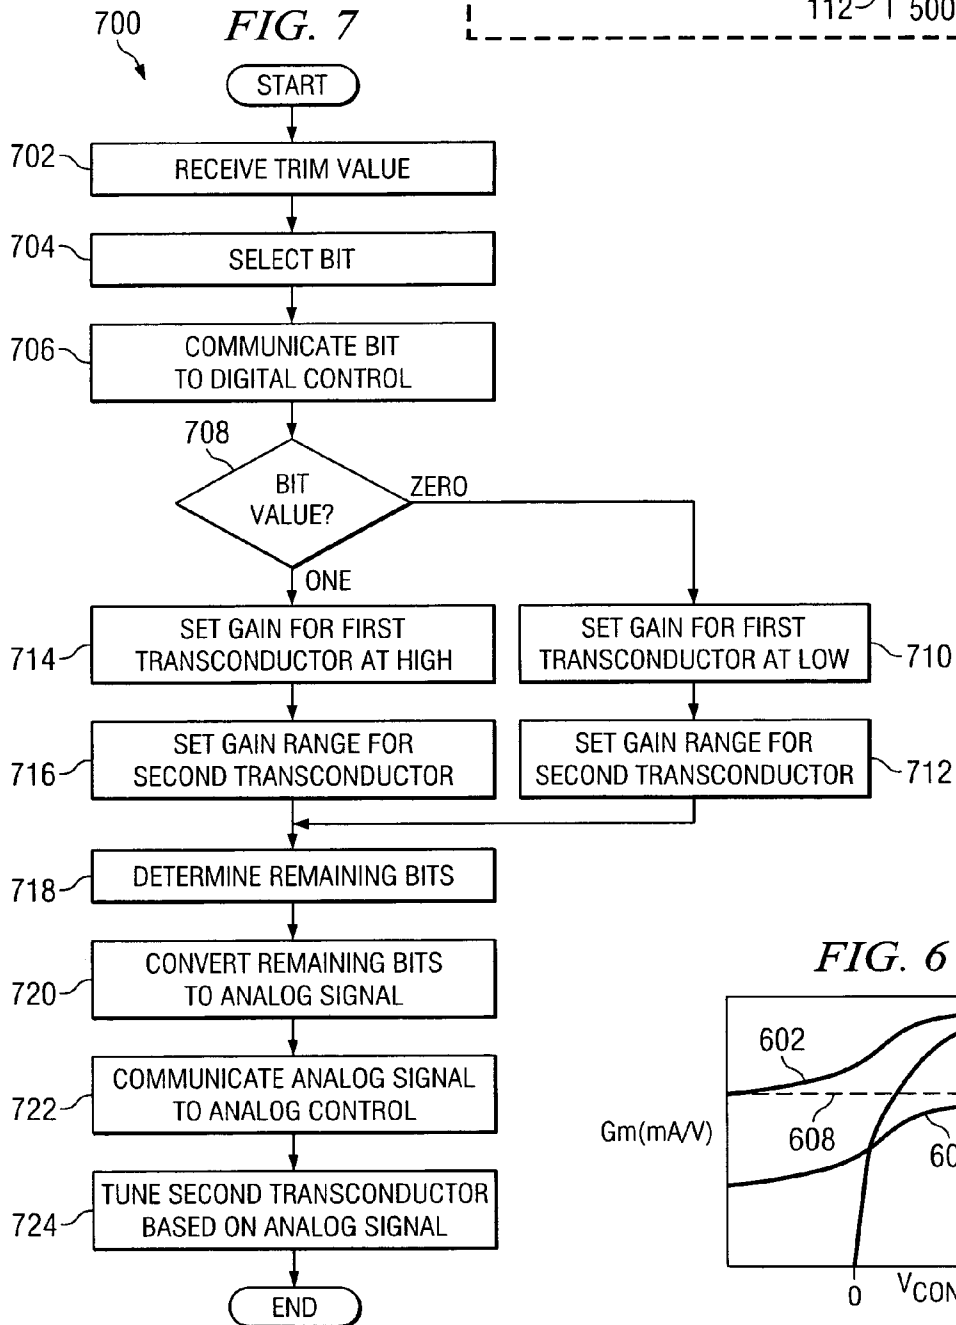 700
FIG. 7
112
500
START
702
RECEIVE TRIM VALUE
704
SELECT BIT
706
COMMUNICATE BIT
TO DIGITAL CONTROL
708
BIT
VALUE?
ZERO
ONE
714
SET GAIN FOR FIRST
TRANSCONDUCTOR AT HIGH
SET GAIN FOR FIRST
TRANSCONDUCTOR AT LOW
710
716
SET GAIN RANGE FOR
SECOND TRANSCONDUCTOR
SET GAIN RANGE FOR
SECOND TRANSCONDUCTOR
712
718
DETERMINE REMAINING BITS
720
CONVERT REMAINING BITS
TO ANALOG SIGNAL
722
COMMUNICATE ANALOG SIGNAL
TO ANALOG CONTROL
724
TUNE SECOND TRANSCONDUCTOR
BASED ON ANALOG SIGNAL
END
FIG. 6
602
Gm(mA/V)
608
0